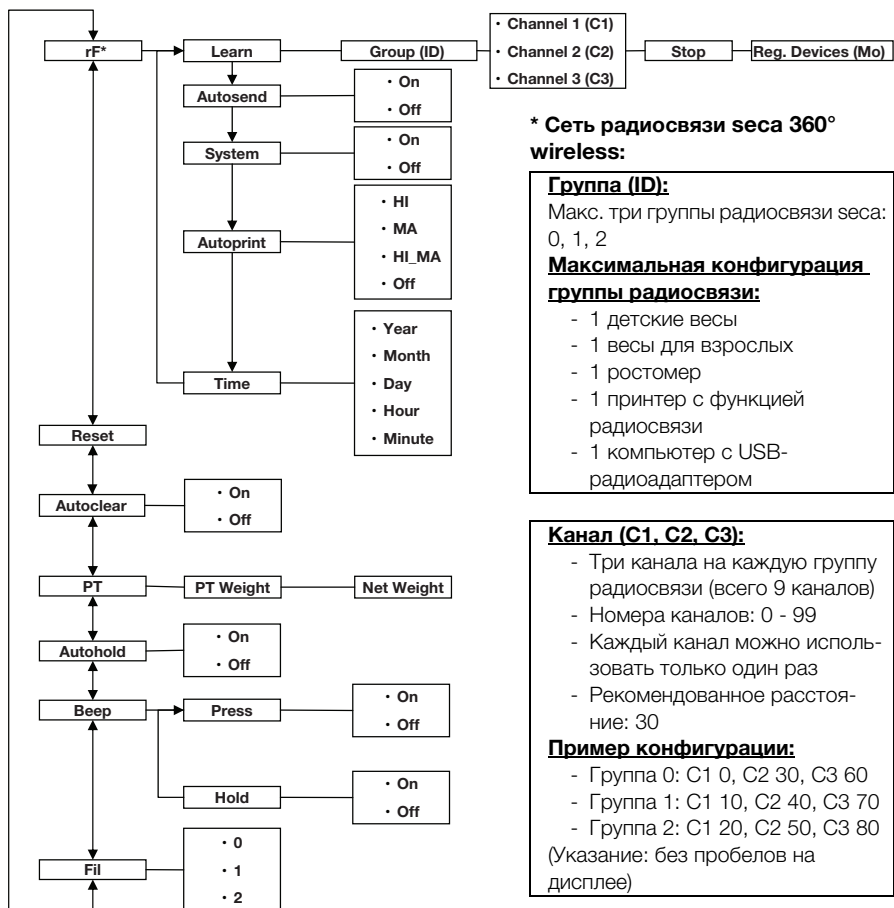 rF*
Learn
Group (ID)
· Channel 1 (C1)
· Channel 2 (C2)
· Channel 3 (C3)
Stop
Reg. Devices (Mo)
Autosend
· On
· Off
System
· On
· Off
Autoprint
· HI
· MA
· HI_MA
· Off
Time
· Year
· Month
· Day
· Hour
· Minute
Reset
Autoclear
· On
· Off
PT
PT Weight
Net Weight
Autohold
· On
· Off
Beep
Press
· On
· Off
Hold
· On
· Off
Fil
· 0
· 1
· 2
* Сеть радиосвязи seca 360°
wireless:
Группа (ID):
Макс. три группы радиосвязи seca:
0, 1, 2
Максимальная конфигурация
группы радиосвязи:
- 1 детские весы
- 1 весы для взрослых
- 1 ростомер
- 1 принтер с функцией
радиосвязи
- 1 компьютер с USB-
радиоадаптером
Канал (C1, C2, C3):
- Три канала на каждую группу
радиосвязи (всего 9 каналов)
- Номера каналов: 0 - 99
- Каждый канал можно исполь-
зовать только один раз
- Рекомендованное расстоя-
ние: 30
Пример конфигурации:
- Группа 0: C1 0, C2 30, C3 60
- Группа 1: C1 10, C2 40, C3 70
- Группа 2: C1 20, C2 50, C3 80
(Указание: без пробелов на
дисплее)